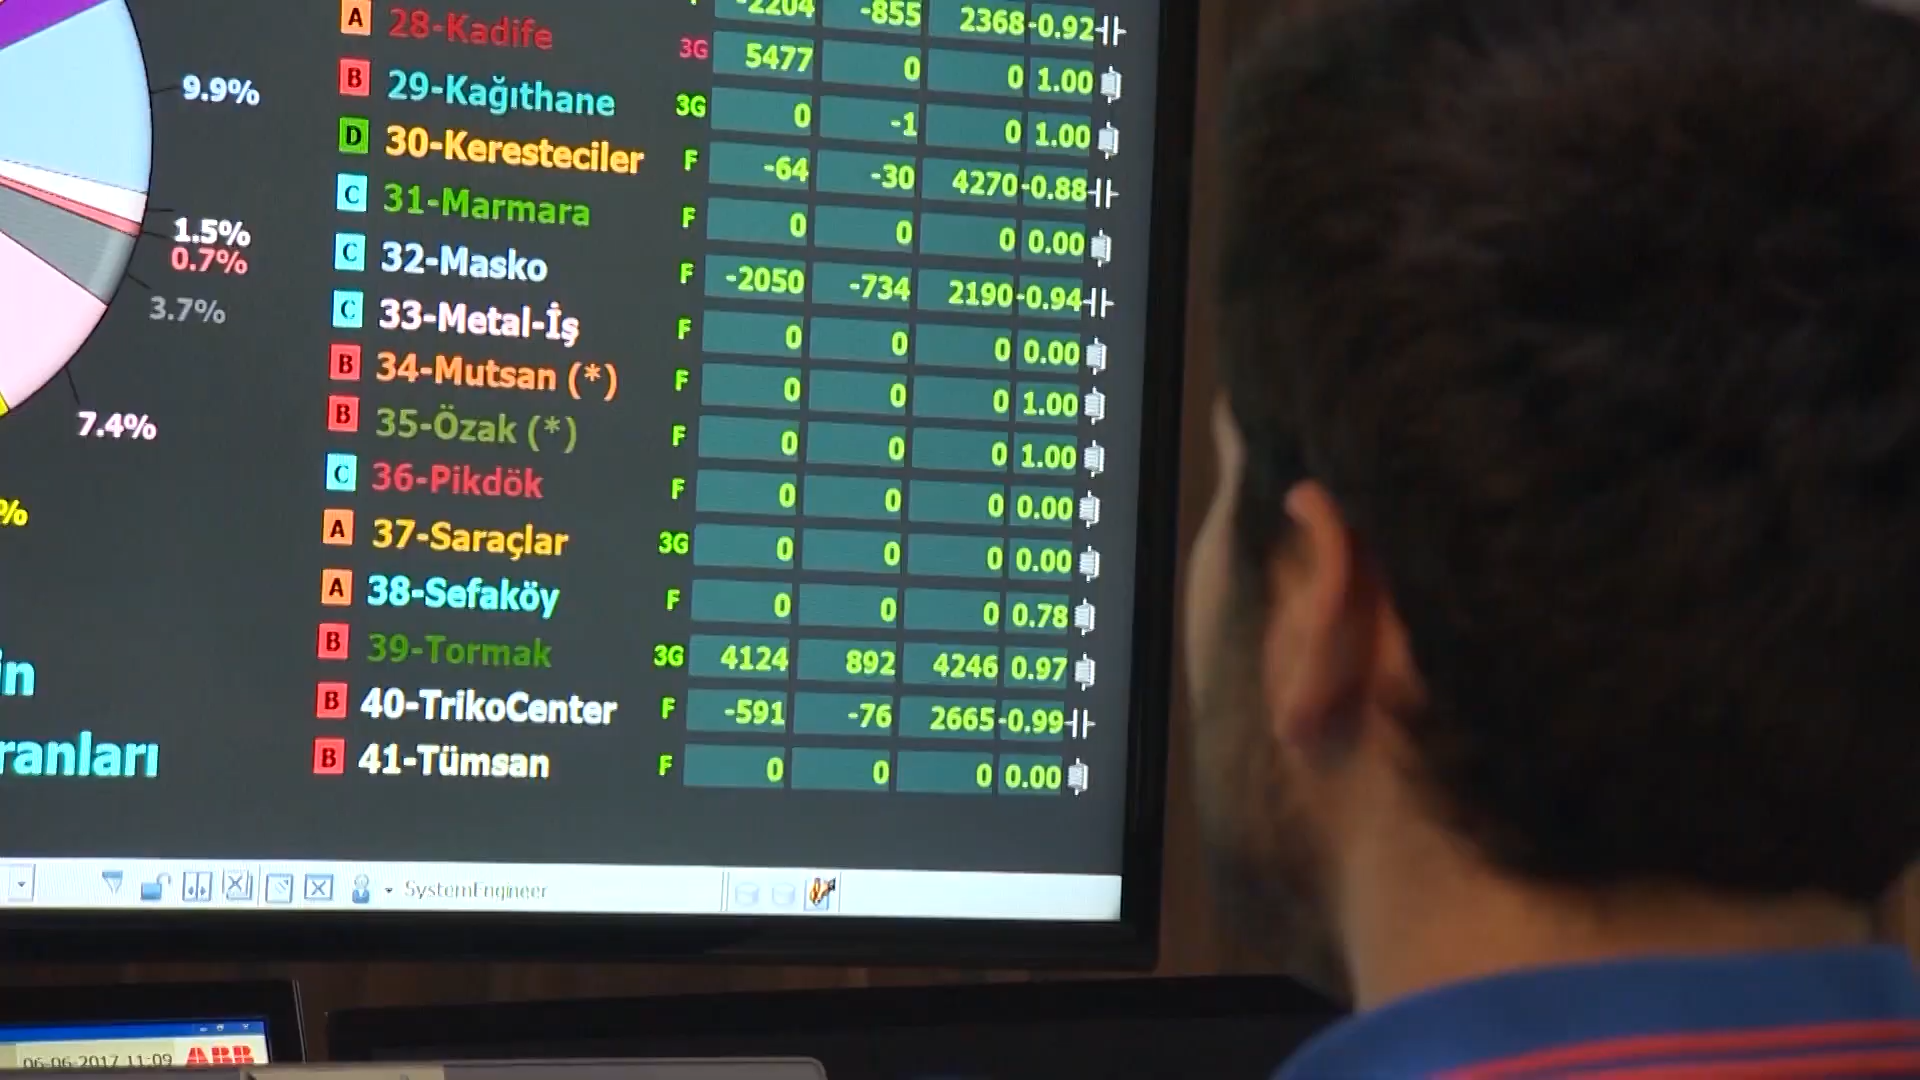 -2204 -855 2368 -0.92
A 28-Kadife 3G 5477 0 0 1.00
B 29-Kağıthane 3G 0 -1 0 1.00
D 30-Keresteciler F -64 -30 4270 -0.88
C 31-Marmara F 0 0 0 0.00
C 32-Masko F -2050 -734 2190 -0.94
C 33-Metal-İş F 0 0 0 0.00
B 34-Mutsan (*) F 0 0 0 1.00
B 35-Özak (*) F 0 0 0 1.00
C 36-Pikdök F 0 0 0 0.00
A 37-Saraçlar 3G 0 0 0 0.00
A 38-Sefaköy F 0 0 0 0.78
B 39-Tormak 3G 4124 892 4246 0.97
B 40-TrikoCenter F -591 -76 2665 -0.99
B 41-Tümsan F 0 0 0 0.00
9.9%
1.5%
0.7%
3.7%
7.4%
%
in
ranları
SystemEngineer
06-06-2017 11:09 ABB